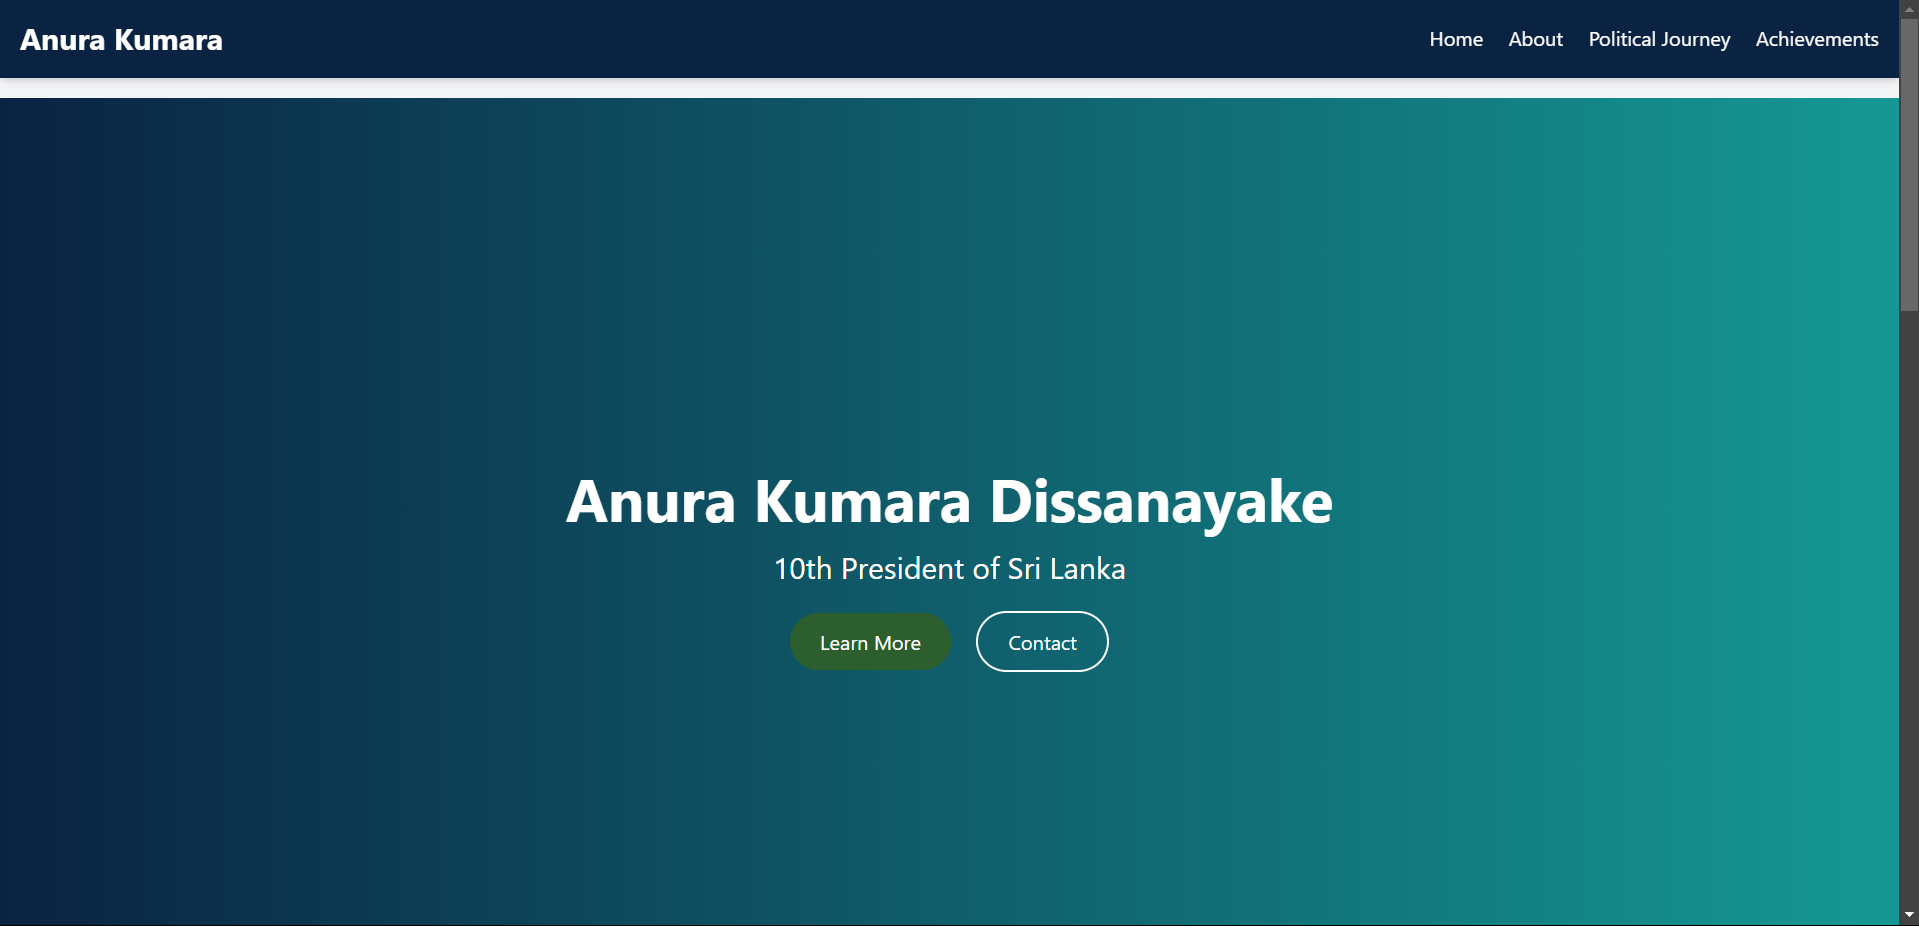 Anura Kumara
Home About Political Journey Achievements
Anura Kumara Dissanayake
10th President of Sri Lanka
Learn More Contact